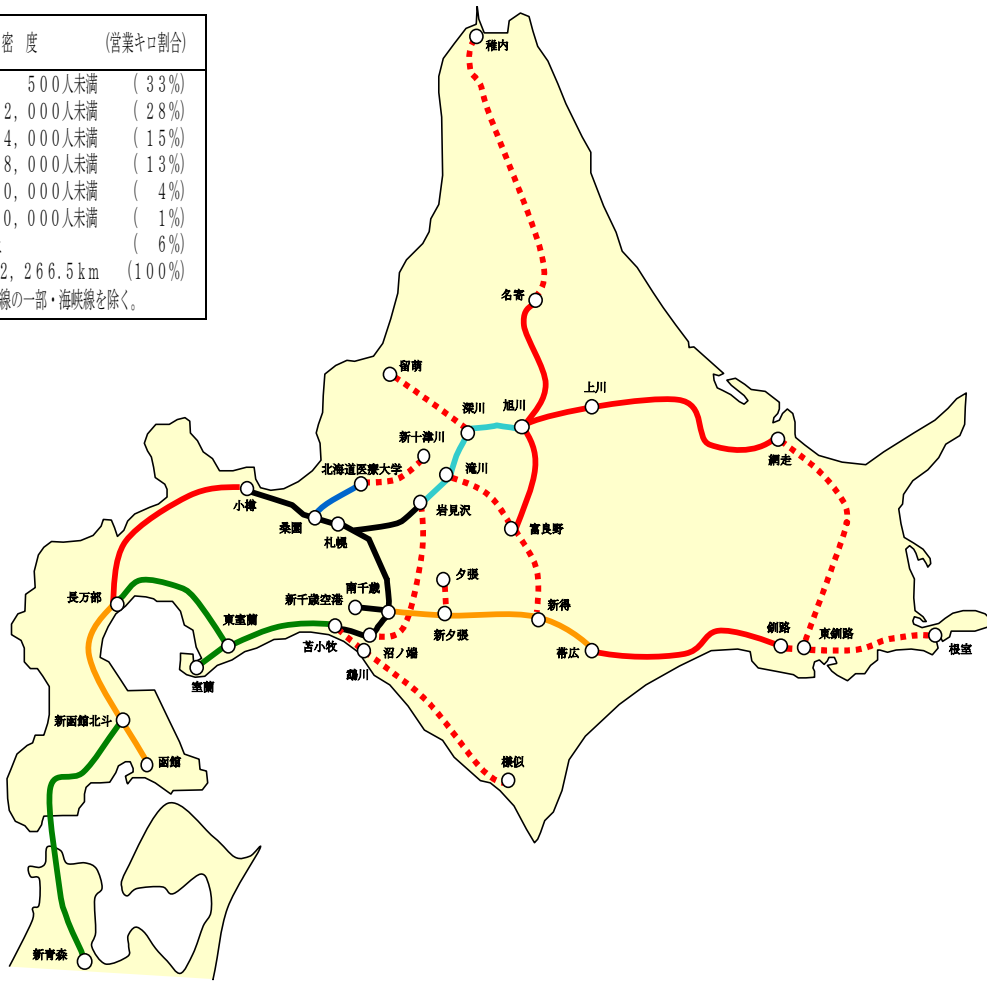 密 度 (営業キロ割合)
500人未満 (33%)
2,000人未満 (28%)
4,000人未満 (15%)
8,000人未満 (13%)
0,000人未満 ( 4%)
0,000人未満 ( 1%)
( 6%)
2,266.5km (100%)
線の一部・海峡線を除く。
稚内
名寄
留萌
上川
深川
旭川
新十津川
網走
北海道医療大学
滝川
小樽
桑園
札幌
岩見沢
富良野
夕張
南千歳
新千歳空港
長万部
東室蘭
新得
苫小牧
沼ノ端
新夕張
釧路
東釧路
根室
鵡川
帯広
室蘭
新函館北斗
函館
様似
新青森